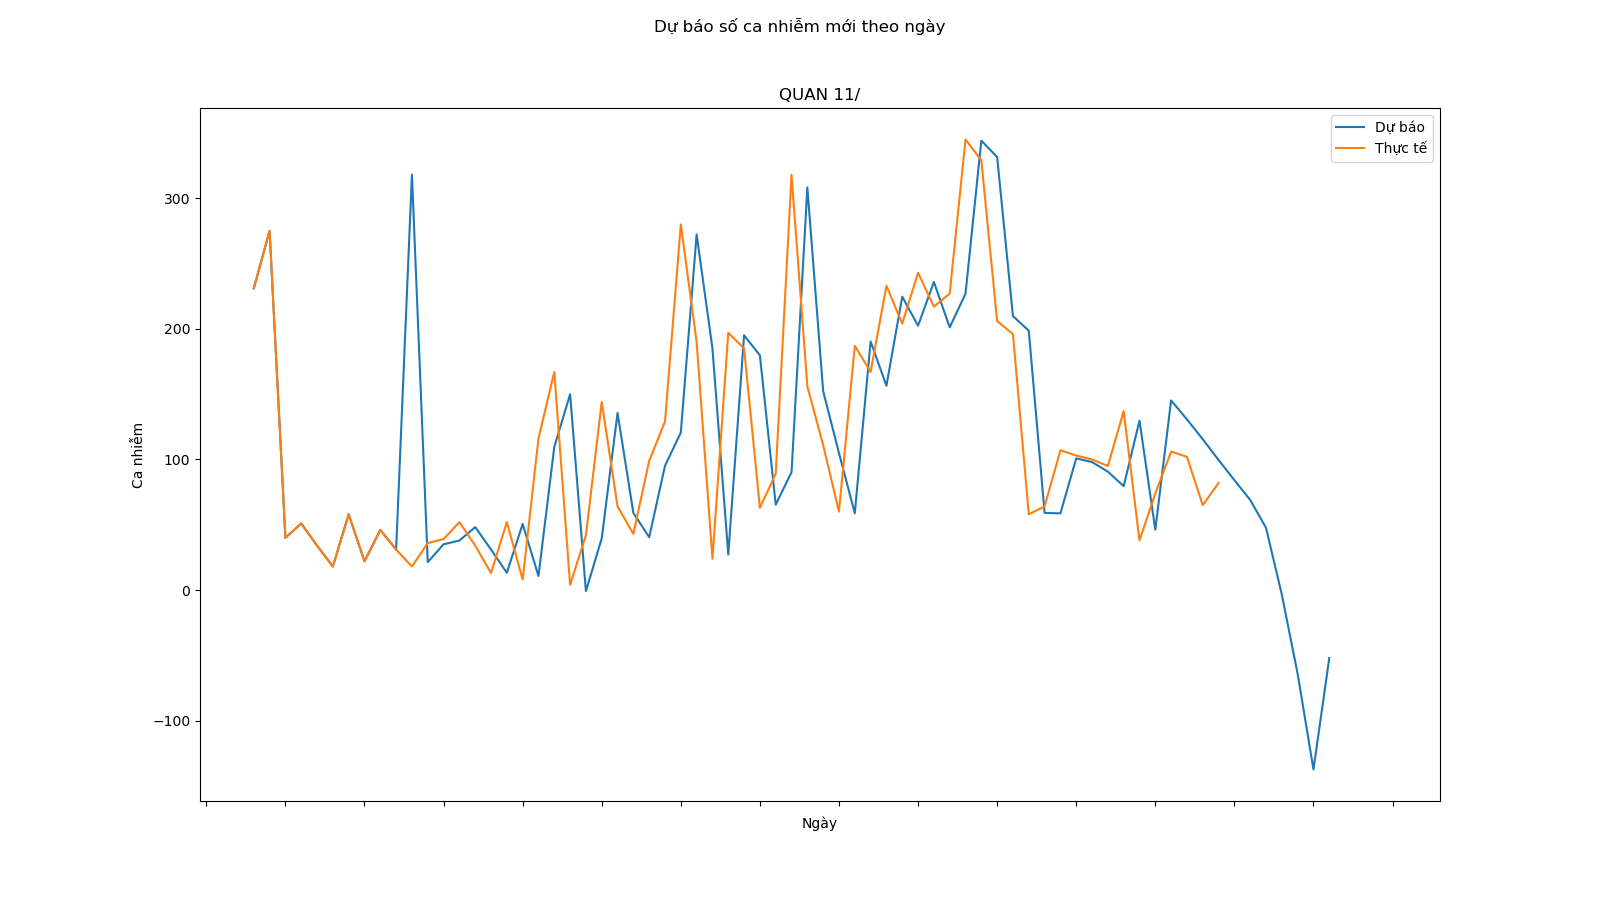 Dự báo số ca nhiễm mới theo ngày
QUAN 11/
Dự báo
Thực tế
300
200
100
0
−100
Ca nhiễm
Ngày